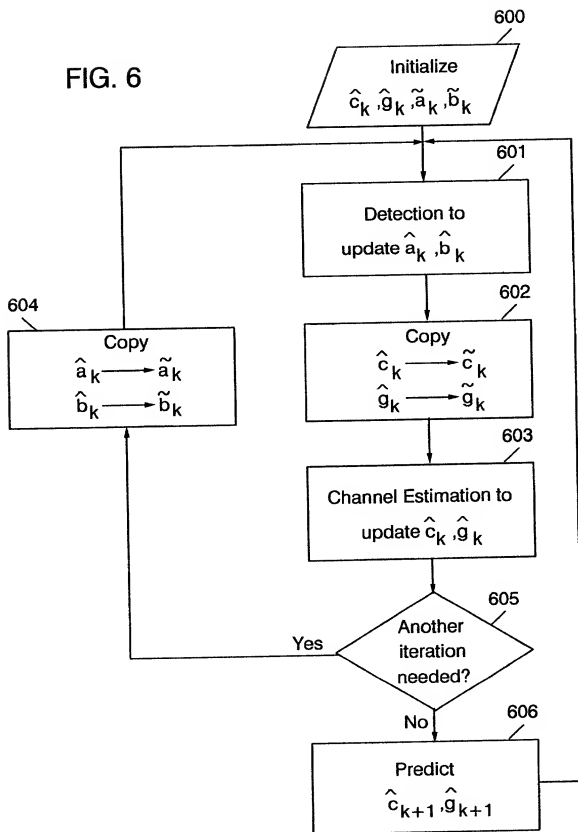 FIG. 6
600
Initialize
ĉₖ ,ĝₖ ,ãₖ ,b̃ₖ
601
Detection to
update âₖ ,b̂ₖ
602
Copy
ĉₖ ⟶ c̃ₖ
ĝₖ ⟶ g̃ₖ
604
Copy
âₖ ⟶ ãₖ
b̂ₖ ⟶ b̃ₖ
603
Channel Estimation to
update ĉₖ ,ĝₖ
605
Another
iteration
needed?
Yes
No
606
Predict
ĉₖ₊₁ ,ĝₖ₊₁